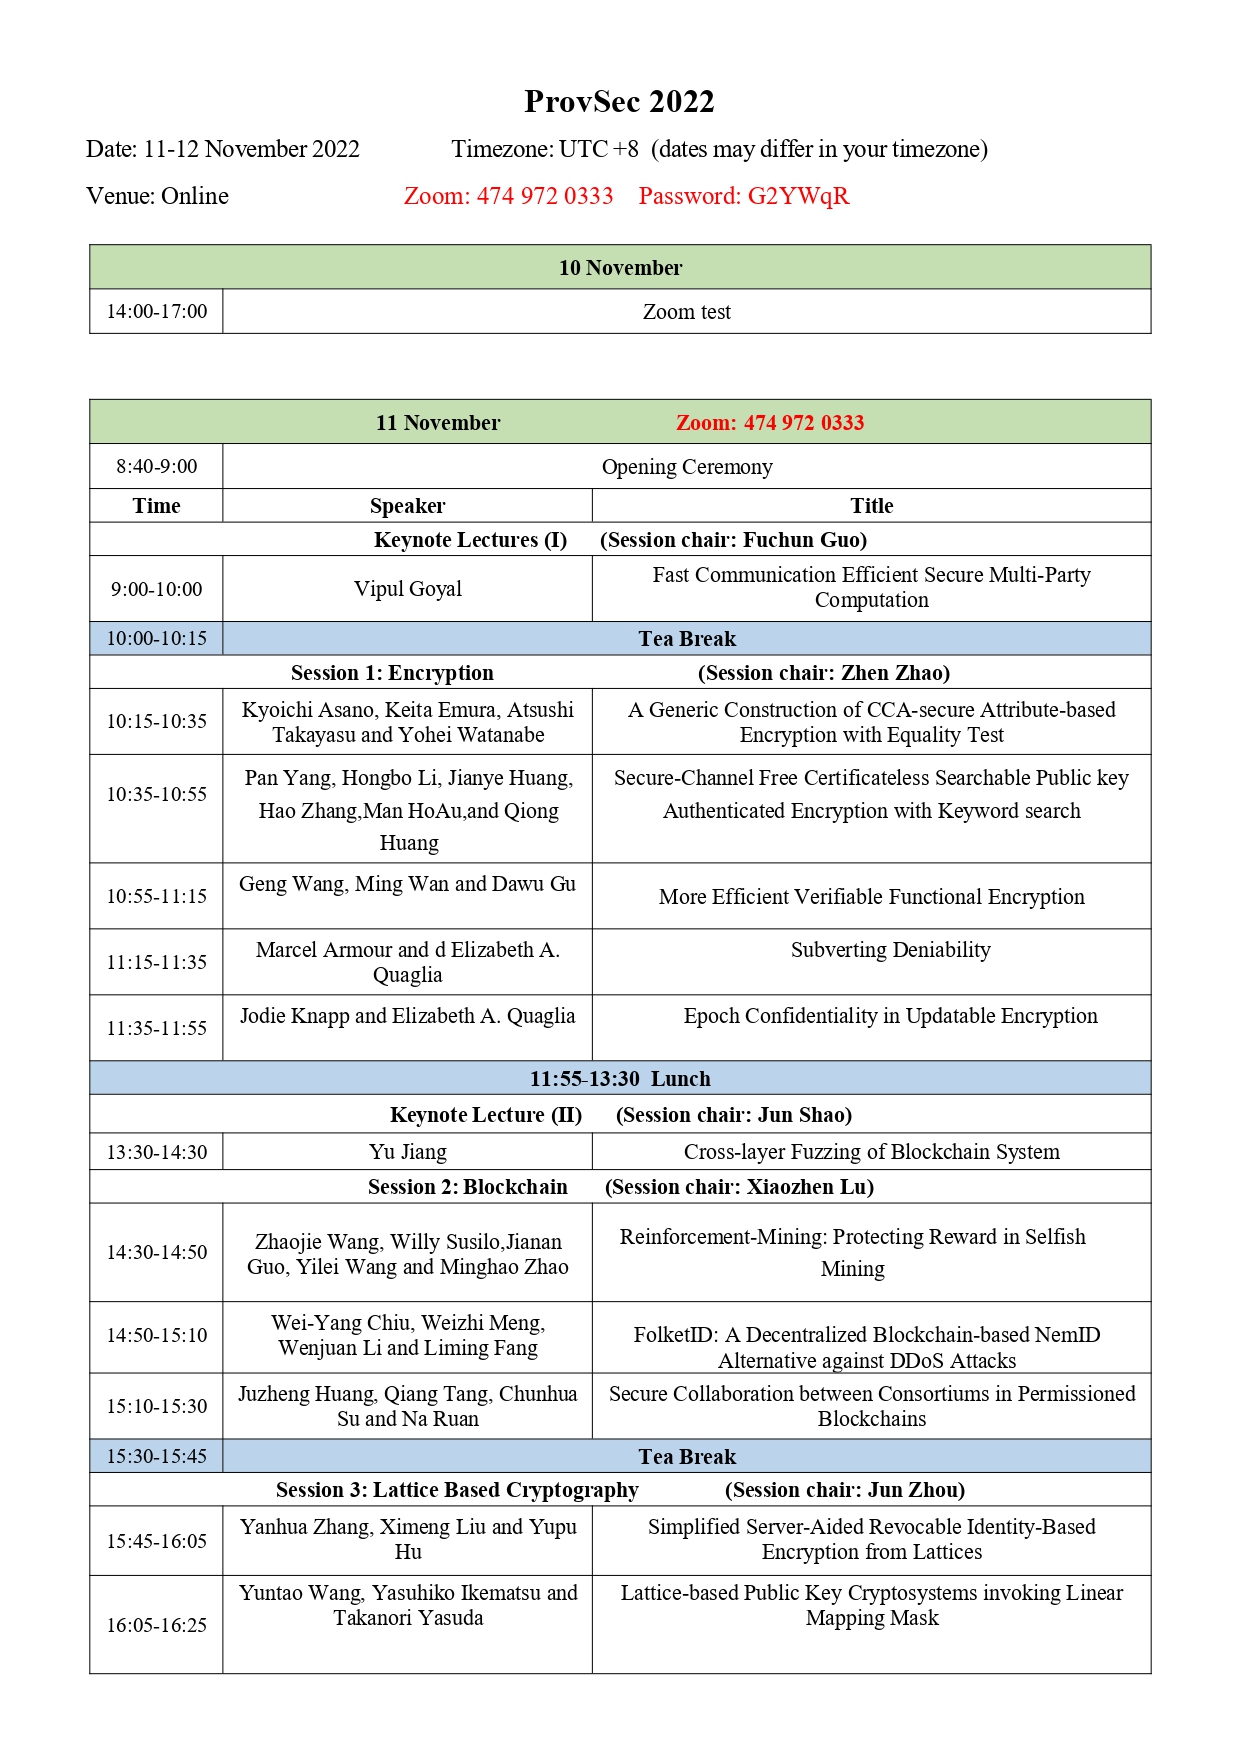 ProvSec 2022
Date: 11-12 November 2022 Timezone: UTC +8 (dates may differ in your timezone)
Venue: Online Zoom: 474 972 0333 Password: G2YWqR
10 November
14:00-17:00 Zoom test
11 November Zoom: 474 972 0333
8:40-9:00 Opening Ceremony
Time Speaker Title
Keynote Lectures (I) (Session chair: Fuchun Guo)
9:00-10:00 Vipul Goyal Fast Communication Efficient Secure Multi-Party
Computation
10:00-10:15 Tea Break
Session 1: Encryption (Session chair: Zhen Zhao)
10:15-10:35
Kyoichi Asano, Keita Emura, Atsushi
Takayasu and Yohei Watanabe
A Generic Construction of CCA-secure Attribute-based
Encryption with Equality Test
10:35-10:55
Pan Yang, Hongbo Li, Jianye Huang,
Hao Zhang,Man HoAu,and Qiong
Huang
Secure-Channel Free Certificateless Searchable Public key
Authenticated Encryption with Keyword search
10:55-11:15
Geng Wang, Ming Wan and Dawu Gu
More Efficient Verifiable Functional Encryption
11:15-11:35
Marcel Armour and d Elizabeth A.
Quaglia
Subverting Deniability
11:35-11:55
Jodie Knapp and Elizabeth A. Quaglia
Epoch Confidentiality in Updatable Encryption
11:55-13:30 Lunch
Keynote Lecture (II) (Session chair: Jun Shao)
13:30-14:30 Yu Jiang Cross-layer Fuzzing of Blockchain System
Session 2: Blockchain (Session chair: Xiaozhen Lu)
14:30-14:50
Zhaojie Wang, Willy Susilo,Jianan
Guo, Yilei Wang and Minghao Zhao
Reinforcement-Mining: Protecting Reward in Selfish
Mining
14:50-15:10
Wei-Yang Chiu, Weizhi Meng,
Wenjuan Li and Liming Fang
FolketID: A Decentralized Blockchain-based NemID
Alternative against DDoS Attacks
15:10-15:30
Juzheng Huang, Qiang Tang, Chunhua
Su and Na Ruan
Secure Collaboration between Consortiums in Permissioned
Blockchains
15:30-15:45 Tea Break
Session 3: Lattice Based Cryptography (Session chair: Jun Zhou)
15:45-16:05
Yanhua Zhang, Ximeng Liu and Yupu
Hu
Simplified Server-Aided Revocable Identity-Based
Encryption from Lattices
16:05-16:25
Yuntao Wang, Yasuhiko Ikematsu and
Takanori Yasuda
Lattice-based Public Key Cryptosystems invoking Linear
Mapping Mask